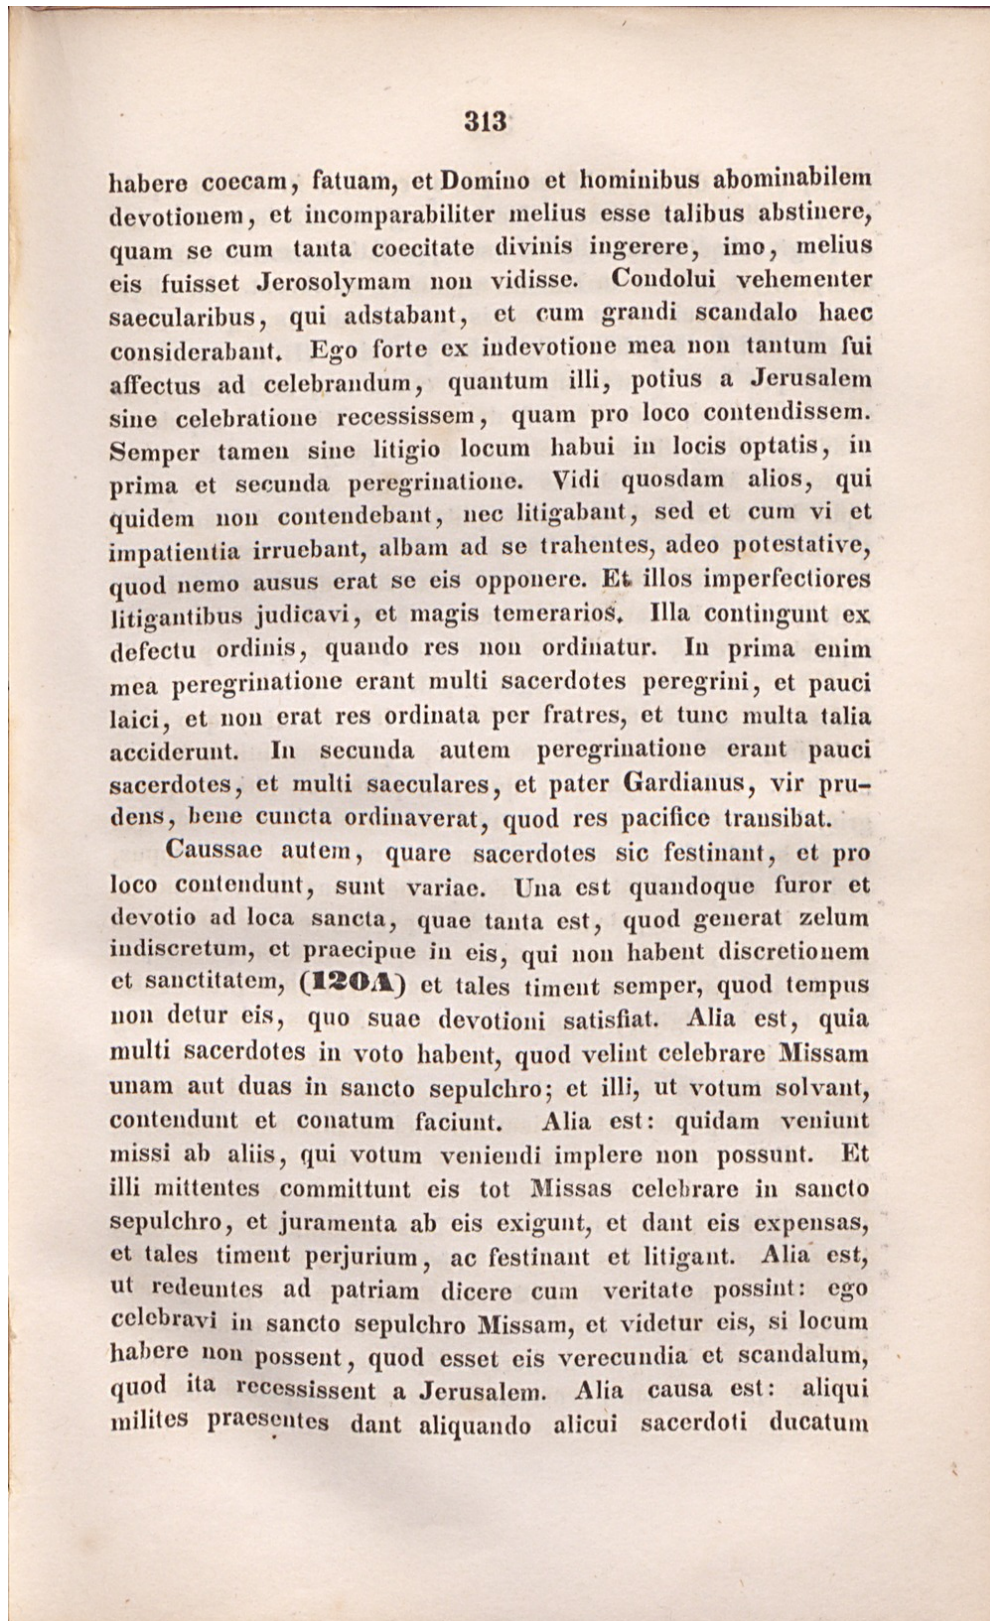 313
habere coecam, fatuam, et Domino et hominibus abominabilem
devotionem, et incomparabiliter melius esse talibus abstinere,
quam se cum tanta coecitate divinis ingerere, imo, melius
eis fuisset Jerosolymam non vidisse. Condolui vehementer
saecularibus, qui adstabant, et cum grandi scandalo haec
considerabant. Ego forte ex indevotione mea non tantum fui
affectus ad celebrandum, quantum illi, potius a Jerusalem
sine celebratione recessissem, quam pro loco contendissem.
Semper tamen sine litigio locum habui in locis optatis, in
prima et secunda peregrinatione. Vidi quosdam alios, qui
quidem non contendebant, nec litigabant, sed et cum vi et
impatientia irruebant, albam ad se trahentes, adeo potestative,
quod nemo ausus erat se eis opponere. Et illos imperfectiores
litigantibus judicavi, et magis temerarios. Illa contingunt ex
defectu ordinis, quando res non ordinatur. In prima enim
mea peregrinatione erant multi sacerdotes peregrini, et pauci
laici, et non erat res ordinata per fratres, et tunc multa talia
acciderunt. In secunda autem peregrinatione erant pauci
sacerdotes, et multi saeculares, et pater Gardianus, vir pru-
dens, bene cuncta ordinaverat, quod res pacifice transibat.
Caussae autem, quare sacerdotes sic festinant, et pro
loco contendunt, sunt variae. Una est quandoque furor et
devotio ad loca sancta, quae tanta est, quod generat zelum
indiscretum, et praecipue in eis, qui non habent discretionem
et sanctitatem, (120A) et tales timent semper, quod tempus
non detur eis, quo suae devotioni satisfiat. Alia est, quia
multi sacerdotes in voto habent, quod velint celebrare Missam
unam aut duas in sancto sepulchro; et illi, ut votum solvant,
contendunt et conatum faciunt. Alia est: quidam veniunt
missi ab aliis, qui votum veniendi implere non possunt. Et
illi mittentes committunt eis tot Missas celebrare in sancto
sepulchro, et juramenta ab eis exigunt, et dant eis expensas,
et tales timent perjurium, ac festinant et litigant. Alia est,
ut redeuntes ad patriam dicere cum veritate possint: ego
celebravi in sancto sepulchro Missam, et videtur eis, si locum
habere non possent, quod esset eis verecundia et scandalum,
quod ita recessissent a Jerusalem. Alia causa est: aliqui
milites praesentes dant aliquando alicui sacerdoti ducatum